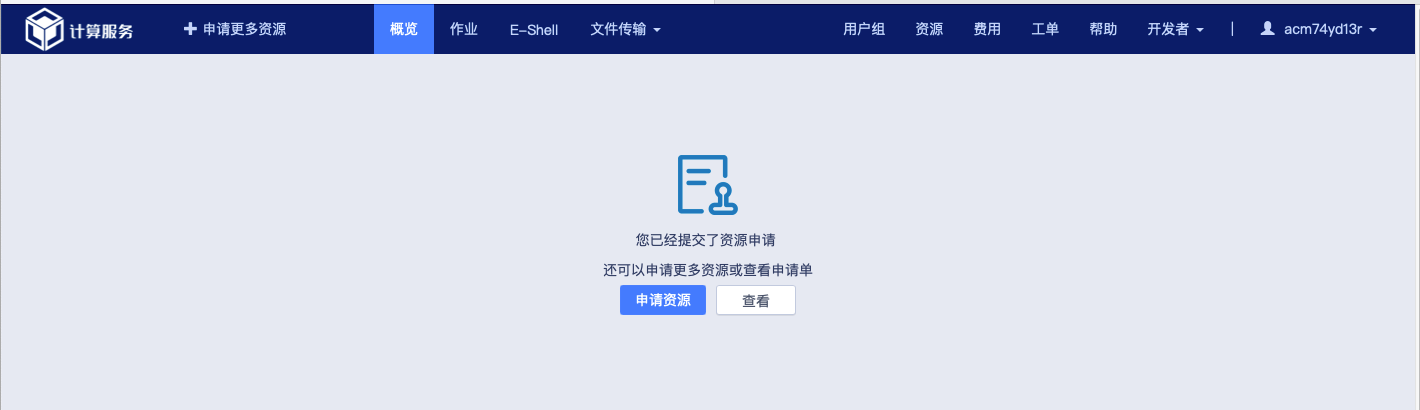 计算服务 申请更多资源 概览 作业 E-Shell 文件传输 用户组 资源 费用 工单 帮助 开发者 | acm74yd13r
您已经提交了资源申请
还可以申请更多资源或查看申请单
申请资源 查看